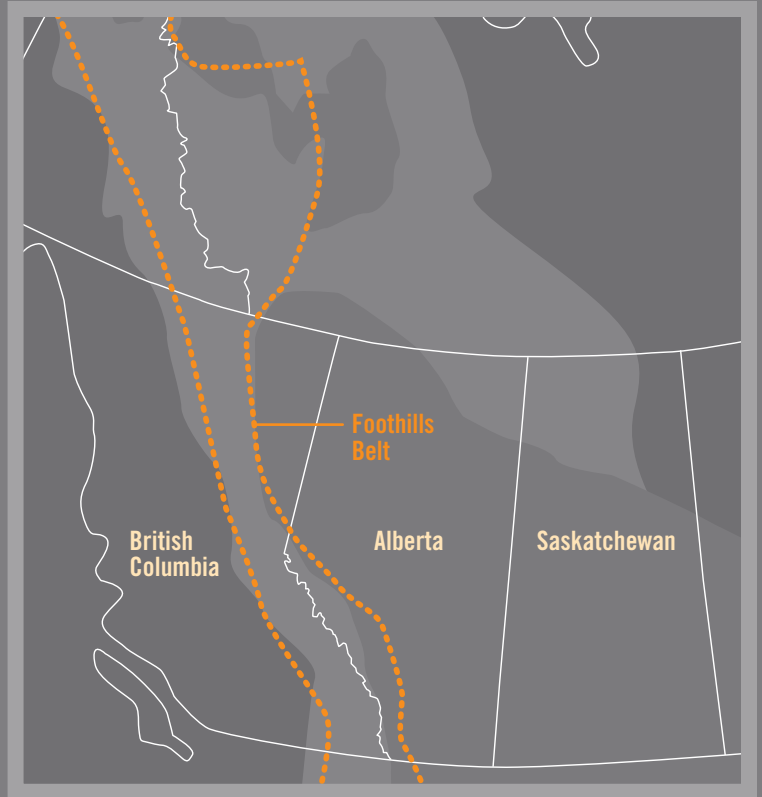 Foothills
Belt
British
Columbia
Alberta
Saskatchewan